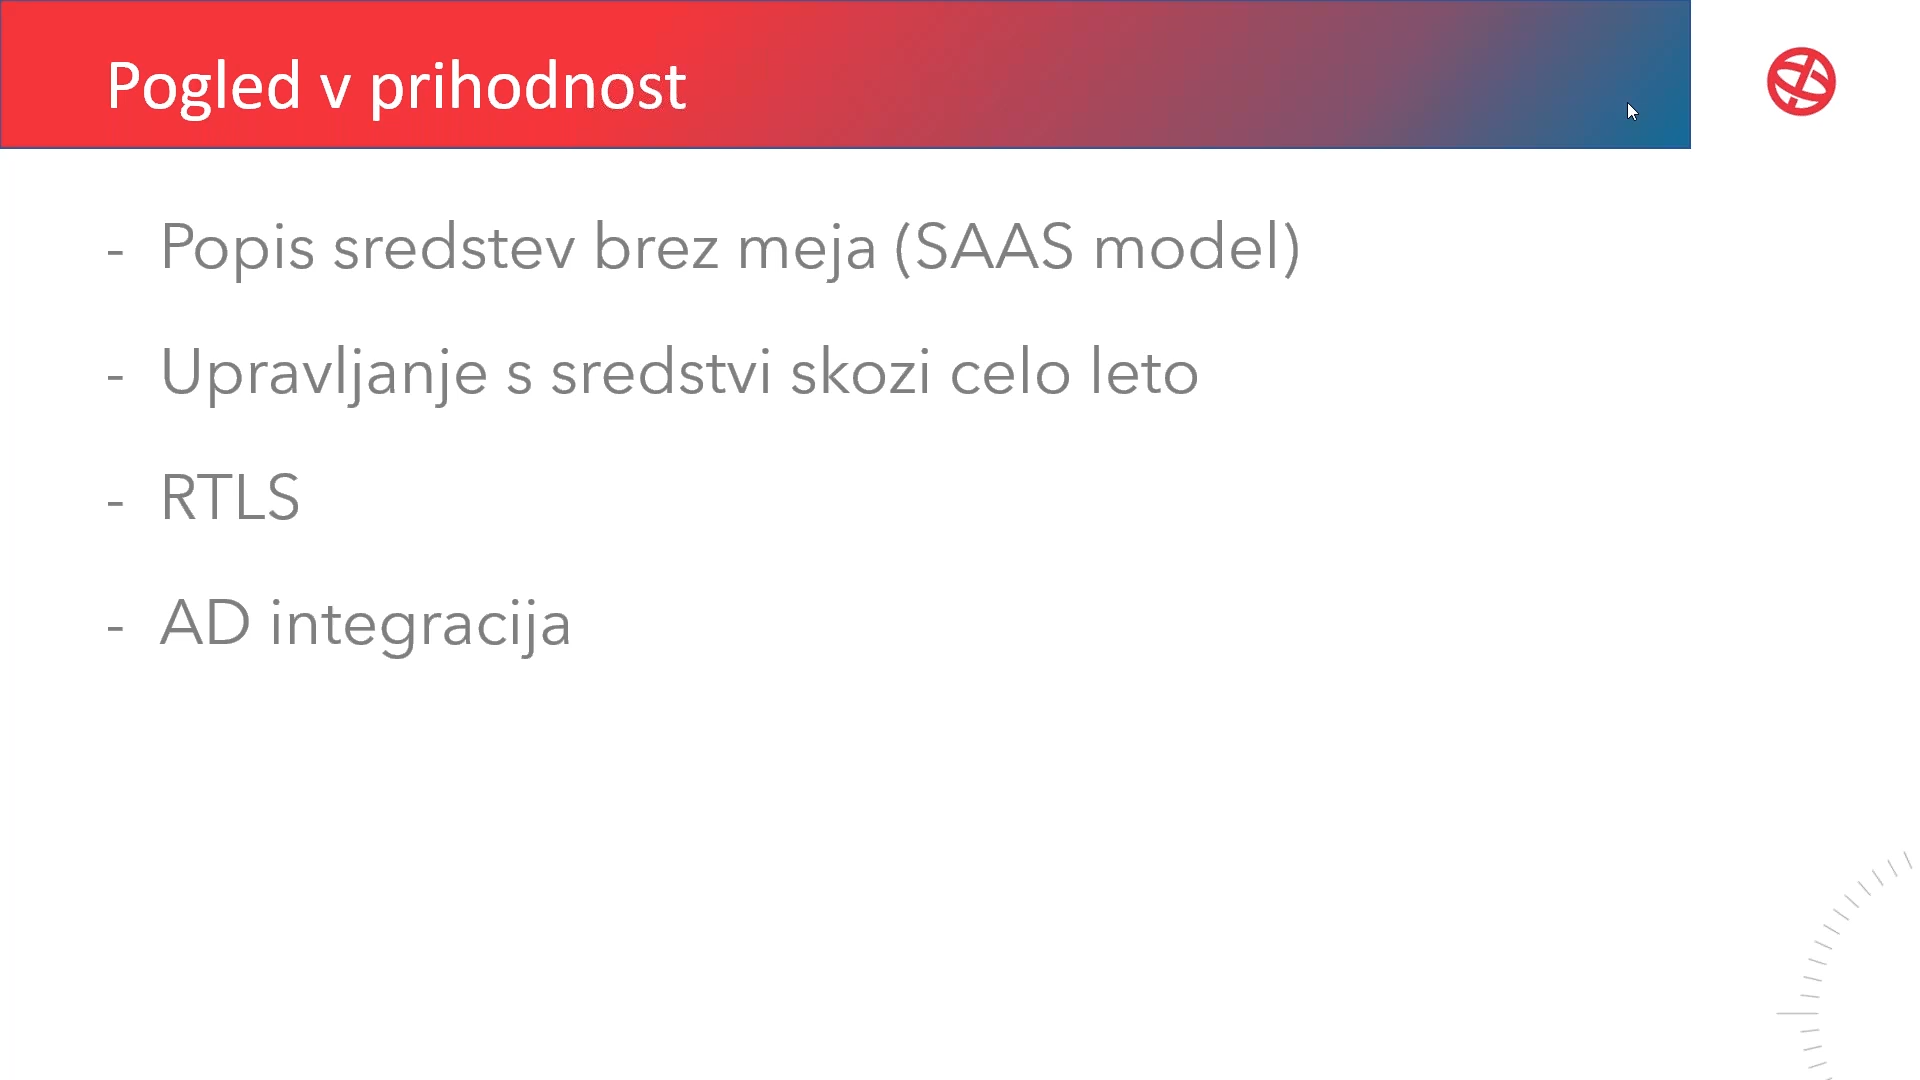 Pogled v prihodnost
- Popis sredstev brez meja (SAAS model)
- Upravljanje s sredstvi skozi celo leto
- RTLS
- AD integracija